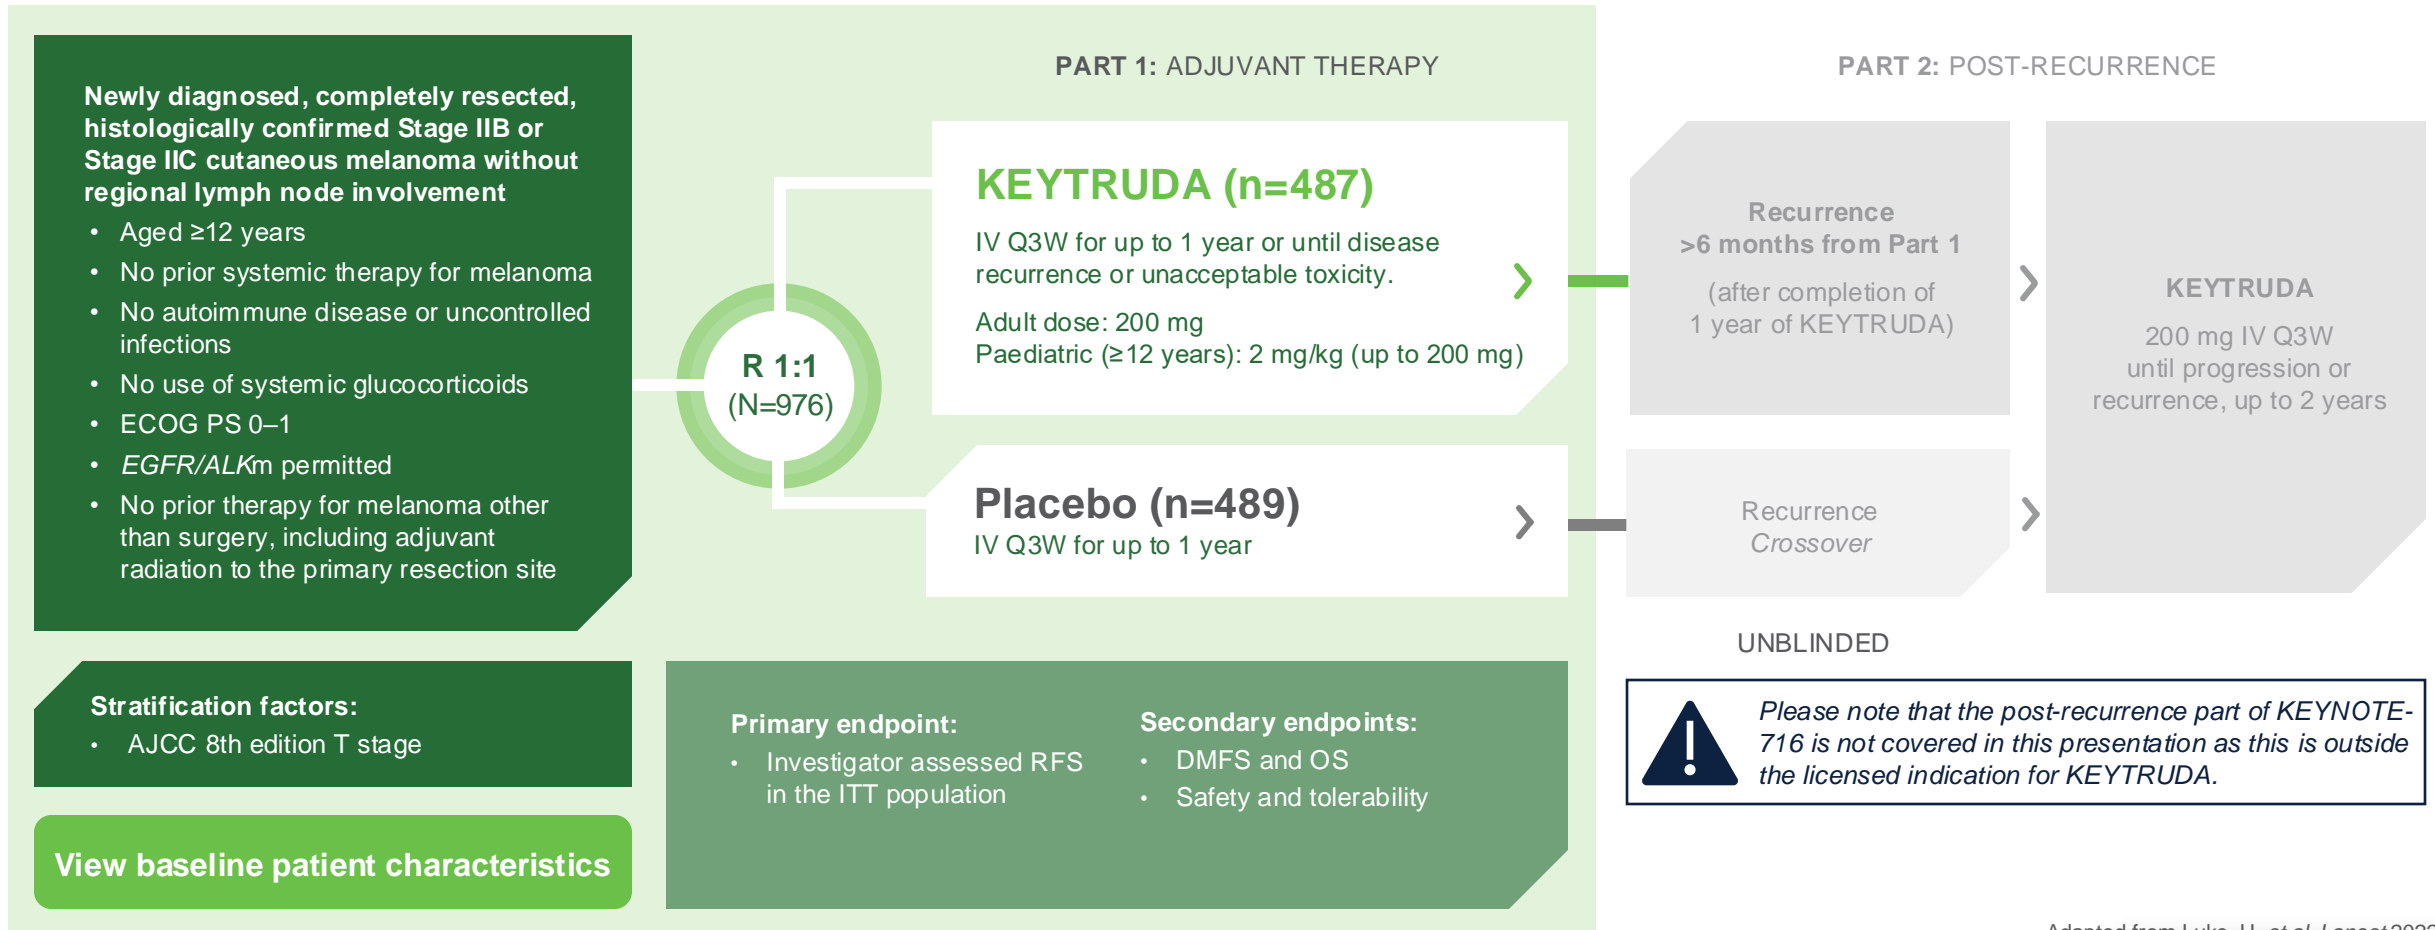 Newly diagnosed, completely resected,
histologically confirmed Stage IIB or
Stage IIC cutaneous melanoma without
regional lymph node involvement
• Aged ≥12 years
• No prior systemic therapy for melanoma
• No autoimmune disease or uncontrolled
infections
• No use of systemic glucocorticoids
• ECOG PS 0–1
• EGFR/ALKm permitted
• No prior therapy for melanoma other
than surgery, including adjuvant
radiation to the primary resection site
Stratification factors:
• AJCC 8th edition T stage
View baseline patient characteristics
R 1:1
(N=976)
PART 1: ADJUVANT THERAPY
KEYTRUDA (n=487)
IV Q3W for up to 1 year or until disease
recurrence or unacceptable toxicity.
Adult dose: 200 mg
Paediatric (≥12 years): 2 mg/kg (up to 200 mg)
Placebo (n=489)
IV Q3W for up to 1 year
Primary endpoint:
• Investigator assessed RFS
in the ITT population
Secondary endpoints:
• DMFS and OS
• Safety and tolerability
PART 2: POST-RECURRENCE
Recurrence
>6 months from Part 1
(after completion of
1 year of KEYTRUDA)
Recurrence
Crossover
KEYTRUDA
200 mg IV Q3W
until progression or
recurrence, up to 2 years
UNBLINDED
Please note that the post-recurrence part of KEYNOTE-
716 is not covered in this presentation as this is outside
the licensed indication for KEYTRUDA.
Adapted from Luke, et al. Lancet